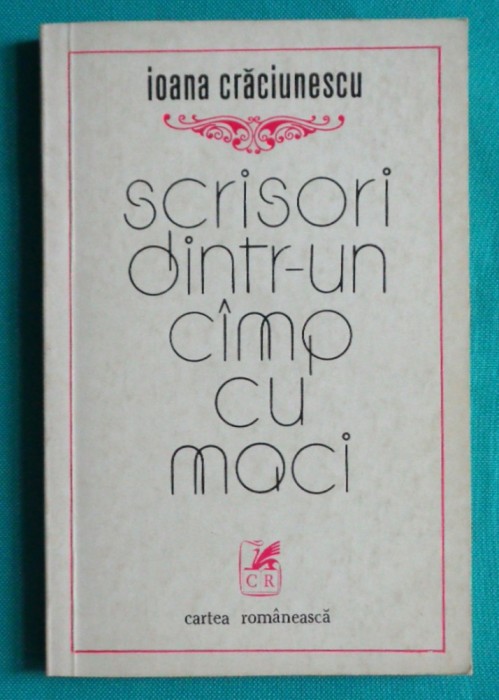 ioana crăciunescu
scrisori
dintr-un
cîmp
cu
maci
CR
cartea românească